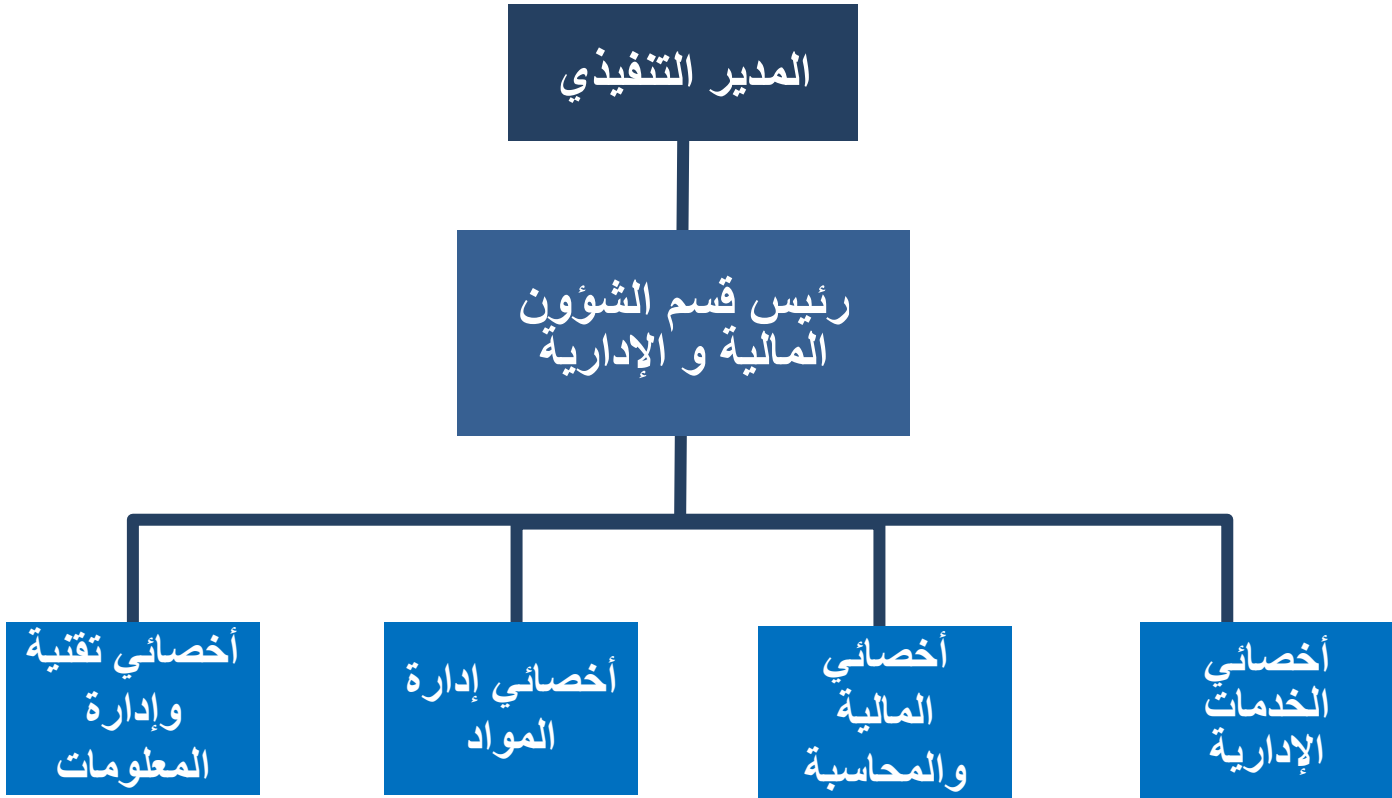 المدير التنفيذي
رئيس قسم الشؤون
المالية و الإدارية
أخصائي
الخدمات
الإدارية
أخصائي
المالية
والمحاسبة
أخصائي إدارة
المواد
أخصائي تقنية
وإدارة
المعلومات